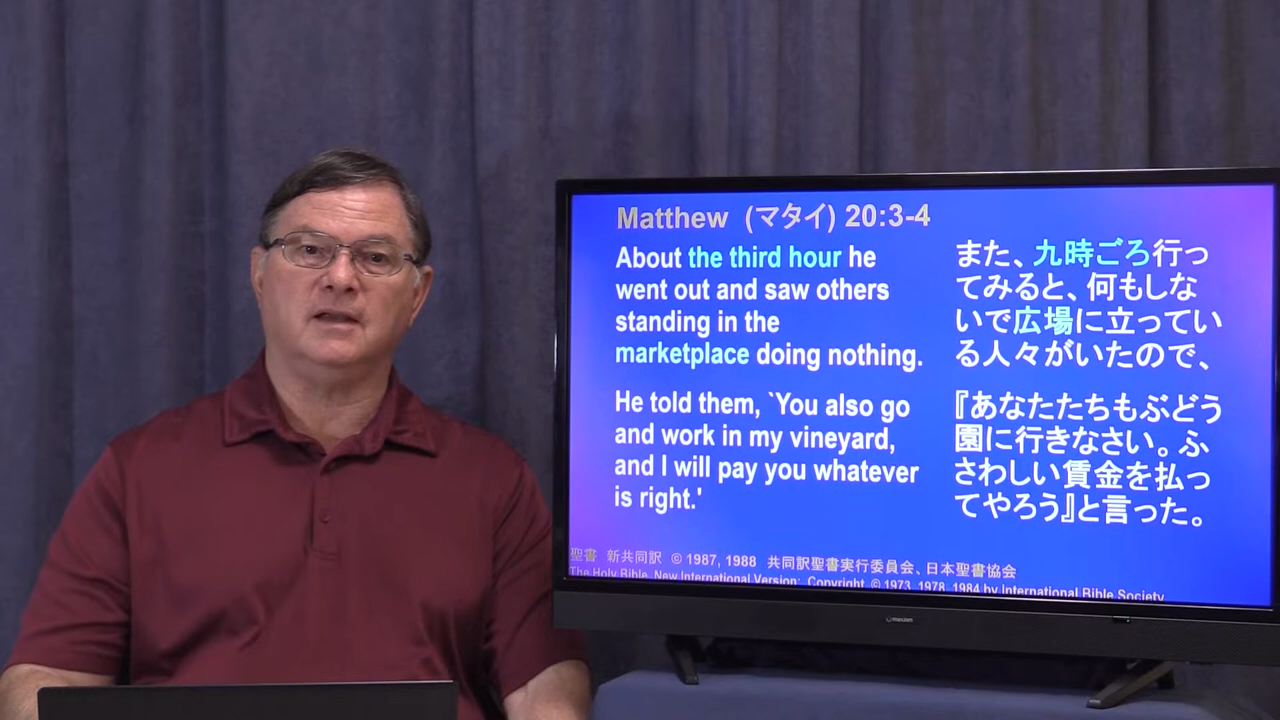 Matthew (マタイ) 20:3-4
About the third hour he
went out and saw others
standing in the
marketplace doing nothing.
He told them, `You also go
and work in my vineyard,
and I will pay you whatever
is right.'
また、九時ごろ行っ
てみると、何もしな
いで広場に立ってい
る人々がいたので、
『あなたたちもぶどう
園に行きなさい。ふ
さわしい賃金を払っ
てやろう』と言った。
聖書 新共同訳 © 1987, 1988 共同訳聖書実行委員会、日本聖書協会
The Holy Bible, New International Version: Copyright © 1973, 1978, 1984 by International Bible Society
maxzen